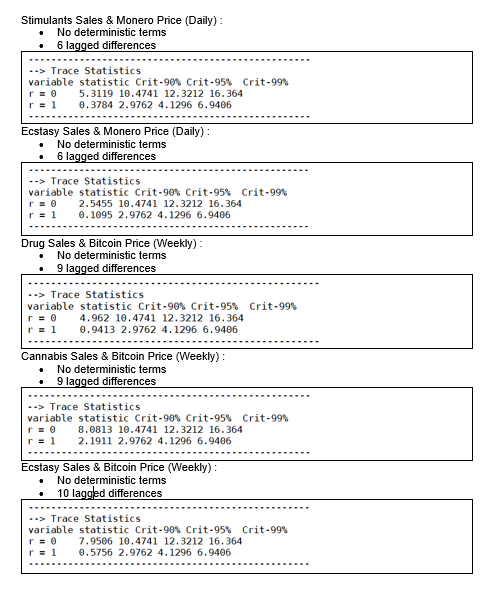 Stimulants Sales & Monero Price (Daily) :
• No deterministic terms
• 6 lagged differences
--------------------------------------------------
--> Trace Statistics
variable statistic Crit-90% Crit-95% Crit-99%
r = 0 5.3119 10.4741 12.3212 16.364
r = 1 0.3784 2.9762 4.1296 6.9406
--------------------------------------------------
Ecstasy Sales & Monero Price (Daily) :
• No deterministic terms
• 6 lagged differences
--------------------------------------------------
--> Trace Statistics
variable statistic Crit-90% Crit-95% Crit-99%
r = 0 2.5455 10.4741 12.3212 16.364
r = 1 0.1095 2.9762 4.1296 6.9406
--------------------------------------------------
Drug Sales & Bitcoin Price (Weekly) :
• No deterministic terms
• 9 lagged differences
--------------------------------------------------
--> Trace Statistics
variable statistic Crit-90% Crit-95% Crit-99%
r = 0 4.962 10.4741 12.3212 16.364
r = 1 0.9413 2.9762 4.1296 6.9406
--------------------------------------------------
Cannabis Sales & Bitcoin Price (Weekly) :
• No deterministic terms
• 9 lagged differences
--------------------------------------------------
--> Trace Statistics
variable statistic Crit-90% Crit-95% Crit-99%
r = 0 8.0813 10.4741 12.3212 16.364
r = 1 2.1911 2.9762 4.1296 6.9406
--------------------------------------------------
Ecstasy Sales & Bitcoin Price (Weekly) :
• No deterministic terms
• 10 lagged differences
--------------------------------------------------
--> Trace Statistics
variable statistic Crit-90% Crit-95% Crit-99%
r = 0 7.9506 10.4741 12.3212 16.364
r = 1 0.5756 2.9762 4.1296 6.9406
--------------------------------------------------